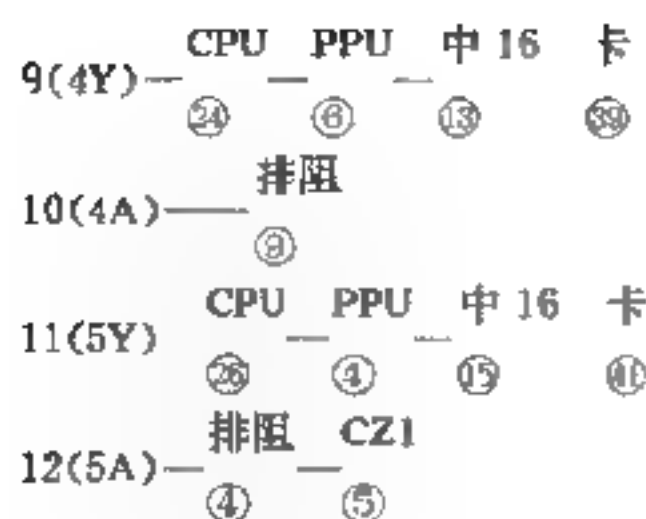 CPU PPU 中16 卡
9(4Y)— — —
㉔ ⑥ ⑬ ㊴
排阻
10(4A)——
⑨
CPU PPU 中16 卡
11(5Y) — —
㉖ ④ ⑮ ㊶
排阻 CZ1
12(5A)— —
④ ⑤